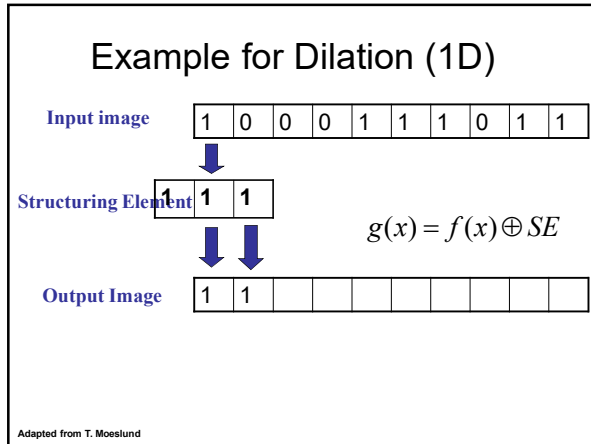 Example for Dilation (1D)
Input image 1 0 0 0 1 1 1 0 1 1
Structuring Element 1 1 1
g(x) = f(x) ⊕ SE
Output Image 1 1
Adapted from T. Moeslund